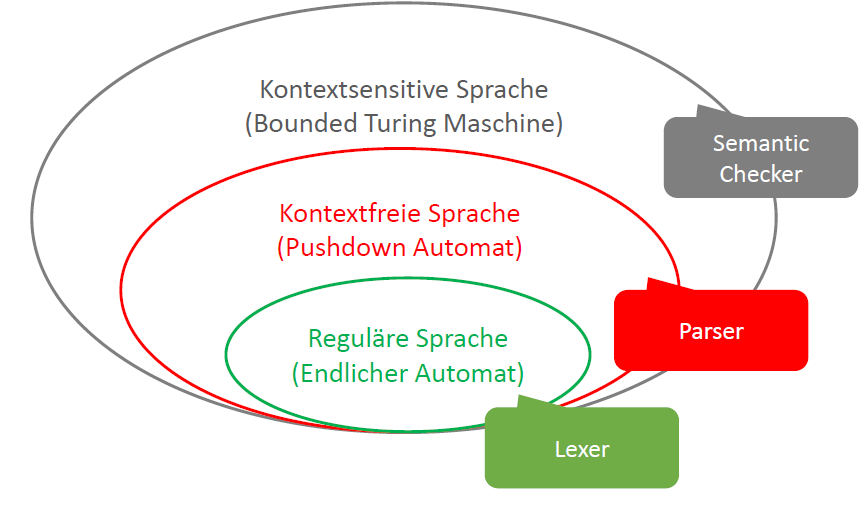 Kontextsensitive Sprache
(Bounded Turing Maschine)
Semantic
Checker
Kontextfreie Sprache
(Pushdown Automat)
Parser
Reguläre Sprache
(Endlicher Automat)
Lexer